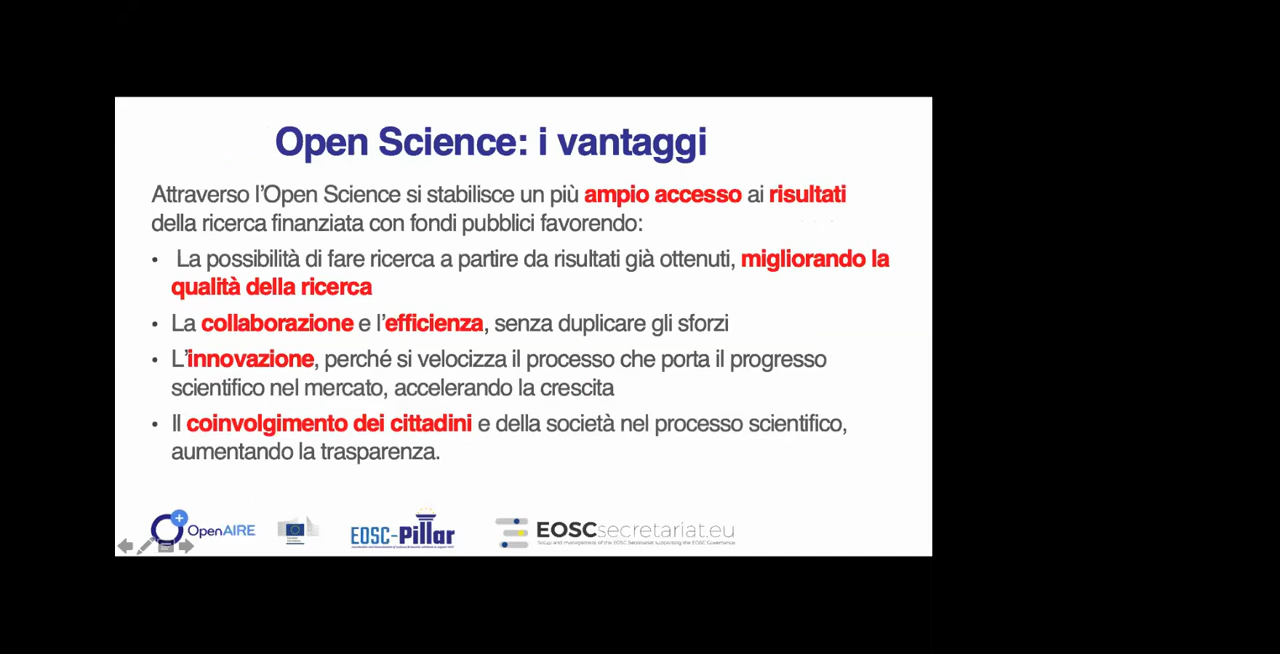 Open Science: i vantaggi
Attraverso l'Open Science si stabilisce un più ampio accesso ai risultati
della ricerca finanziata con fondi pubblici favorendo:
• La possibilità di fare ricerca a partire da risultati già ottenuti, migliorando la
qualità della ricerca
• La collaborazione e l'efficienza, senza duplicare gli sforzi
• L'innovazione, perché si velocizza il processo che porta il progresso
scientifico nel mercato, accelerando la crescita
• Il coinvolgimento dei cittadini e della società nel processo scientifico,
aumentando la trasparenza.
OpenAIRE
EOSC-Pillar
EOSCsecretariat.eu